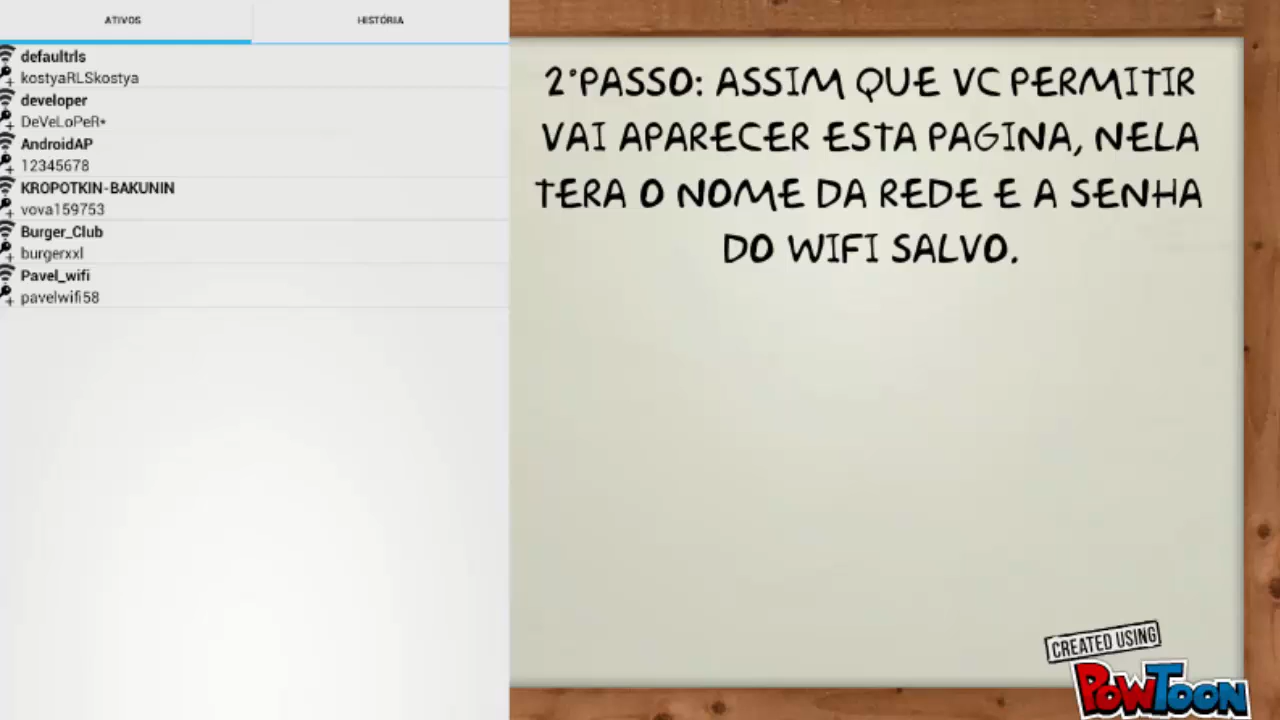 ATIVOS
HISTÓRIA
defaultrls
kostyaRLSkostya
developer
DeVeLoPeR*
AndroidAP
12345678
KROPOTKIN-BAKUNIN
vova159753
Burger_Club
burgerxxl
Pavel_wifi
pavelwifi58
2°PASSO: ASSIM QUE VC PERMITIR
VAI APARECER ESTA PAGINA, NELA
TERA O NOME DA REDE E A SENHA
DO WIFI SALVO.
CREATED USING
POWTOON